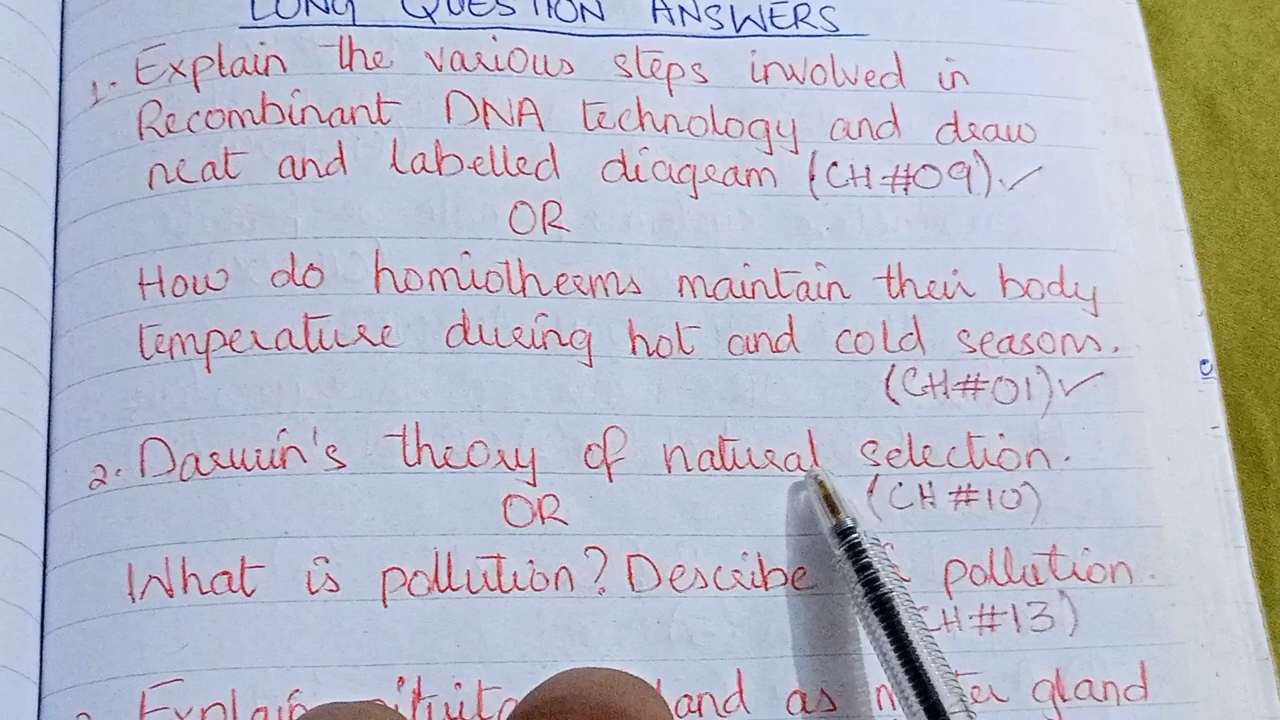 LONG QUESTION ANSWERS
1. Explain the various steps involved in
Recombinant DNA technology and draw
neat and labelled diagram (CH#09).✓
OR
How do homiotherms maintain their body
temperature during hot and cold seasons.
(CH#01)✓
2. Darwin's theory of natural selection.
(CH#10)
OR
What is pollution? Describe pollution.
CH#13)
Explain land as gland